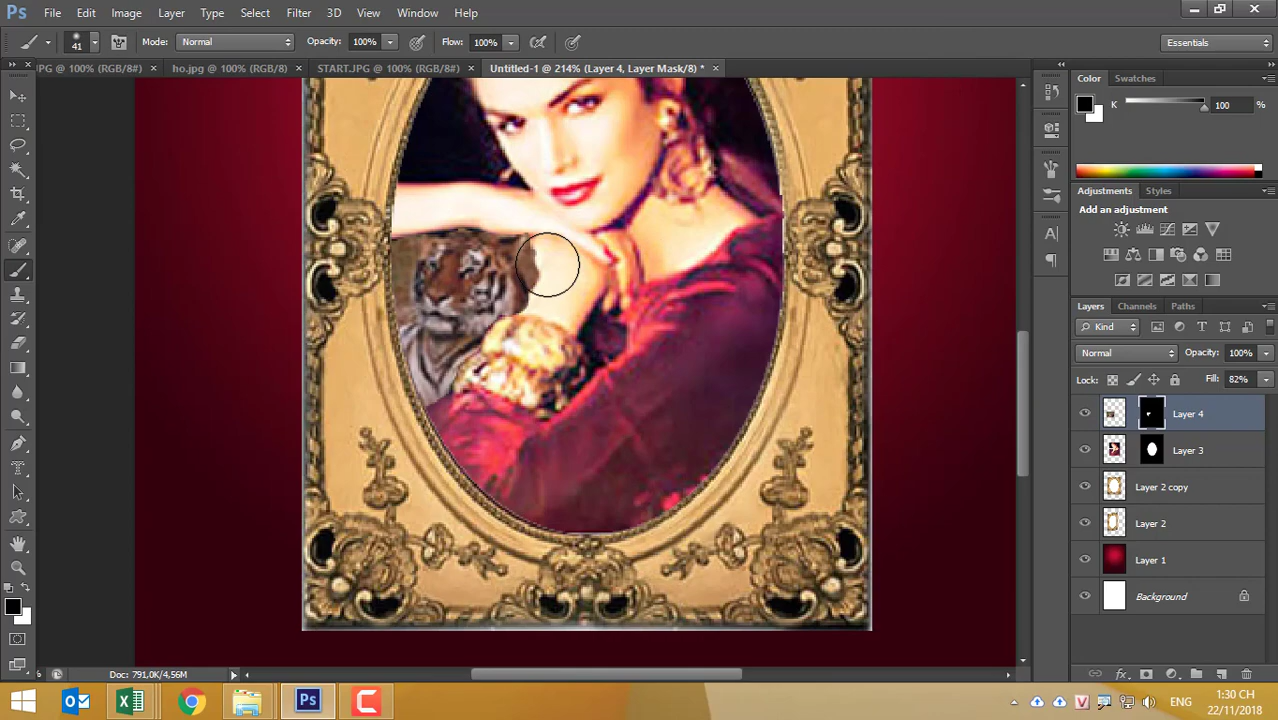 Ps File Edit Image Layer Type Select Filter 3D View Window Help
41 Mode: Normal Opacity: 100% Flow: 100% Essentials
PG @ 100% (RGB/8#) × ho.jpg @ 100% (RGB/8) × START.JPG @ 100% (RGB/8#) × Untitled-1 @ 214% (Layer 4, Layer Mask/8) * ×
Color Swatches
K 100 %
Adjustments Styles
Add an adjustment
Layers Channels Paths
Kind
Normal Opacity: 100%
Lock: Fill: 82%
Layer 4
Layer 3
Layer 2 copy
Layer 2
Layer 1
Background
Doc: 791,0K/4,56M
Ps ENG 1:30 CH
22/11/2018